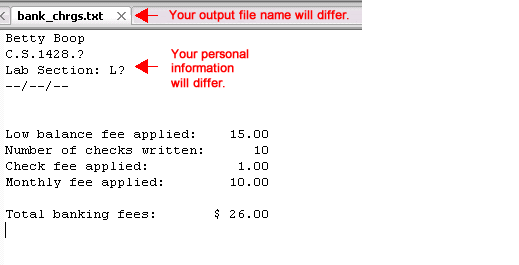 bank_chrgs.txt Your output file name will differ.
Betty Boop
C.S.1428.?
Lab Section: L? Your personal
information
will differ.
--/--/--
Low balance fee applied: 15.00
Number of checks written: 10
Check fee applied: 1.00
Monthly fee applied: 10.00
Total banking fees: $ 26.00